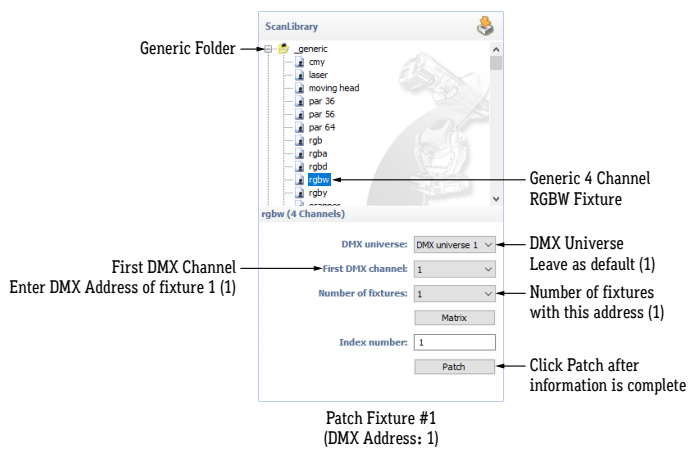 ScanLibrary
Generic Folder
_generic
cmy
laser
moving head
par 36
par 56
par 64
rgb
rgba
rgbd
rgbw
rgby
Generic 4 Channel
RGBW Fixture
rgbw (4 Channels)
DMX universe: DMX universe 1
DMX Universe
Leave as default (1)
First DMX Channel
Enter DMX Address of fixture 1 (1)
First DMX channel: 1
Number of fixtures: 1
Number of fixtures
with this address (1)
Matrix
Index number: 1
Patch
Click Patch after
information is complete
Patch Fixture #1
(DMX Address: 1)